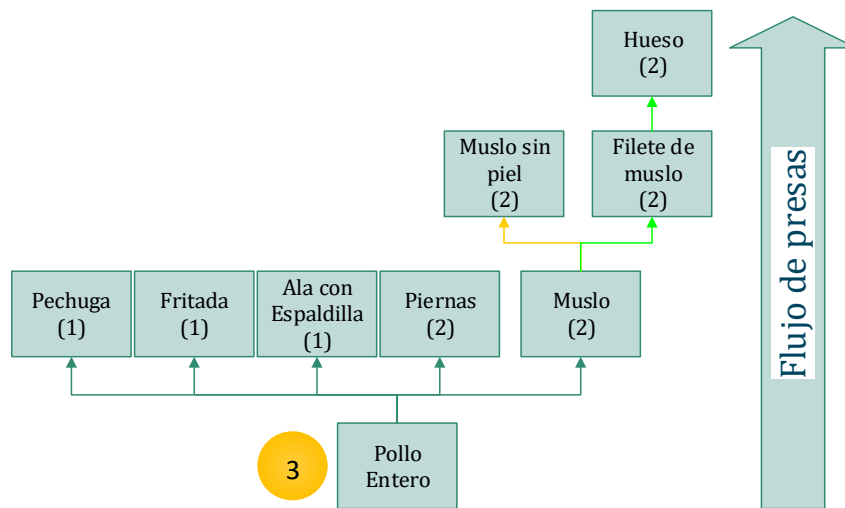 Hueso
(2)
Muslo sin
piel
(2)
Filete de
muslo
(2)
Pechuga
(1)
Fritada
(1)
Ala con
Espaldilla
(1)
Piernas
(2)
Muslo
(2)
3
Pollo
Entero
Flujo de presas